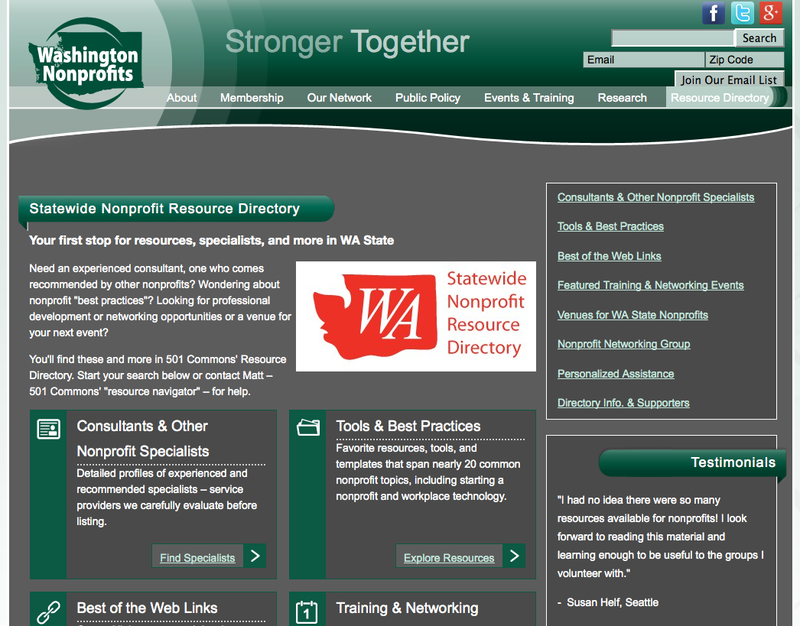 Washington
Nonprofits
Stronger Together
f
t
g+
Search
Email
Zip Code
Join Our Email List
About
Membership
Our Network
Public Policy
Events & Training
Research
Resource Directory
Statewide Nonprofit Resource Directory
Your first stop for resources, specialists, and more in WA State
Need an experienced consultant, one who comes
recommended by other nonprofits? Wondering about
nonprofit "best practices"? Looking for professional
development or networking opportunities or a venue for
your next event?
You'll find these and more in 501 Commons' Resource
Directory. Start your search below or contact Matt –
501 Commons' "resource navigator" – for help.
WA
Statewide
Nonprofit
Resource
Directory
Consultants & Other
Nonprofit Specialists
Detailed profiles of experienced and
recommended specialists – service
providers we carefully evaluate before
listing.
Find Specialists
Tools & Best Practices
Favorite resources, tools, and
templates that span nearly 20 common
nonprofit topics, including starting a
nonprofit and workplace technology.
Explore Resources
Best of the Web Links
1
Training & Networking
Consultants & Other Nonprofit Specialists
Tools & Best Practices
Best of the Web Links
Featured Training & Networking Events
Venues for WA State Nonprofits
Nonprofit Networking Group
Personalized Assistance
Directory Info. & Supporters
Testimonials
"I had no idea there were so many
resources available for nonprofits! I look
forward to reading this material and
learning enough to be useful to the groups I
volunteer with."
- Susan Helf, Seattle